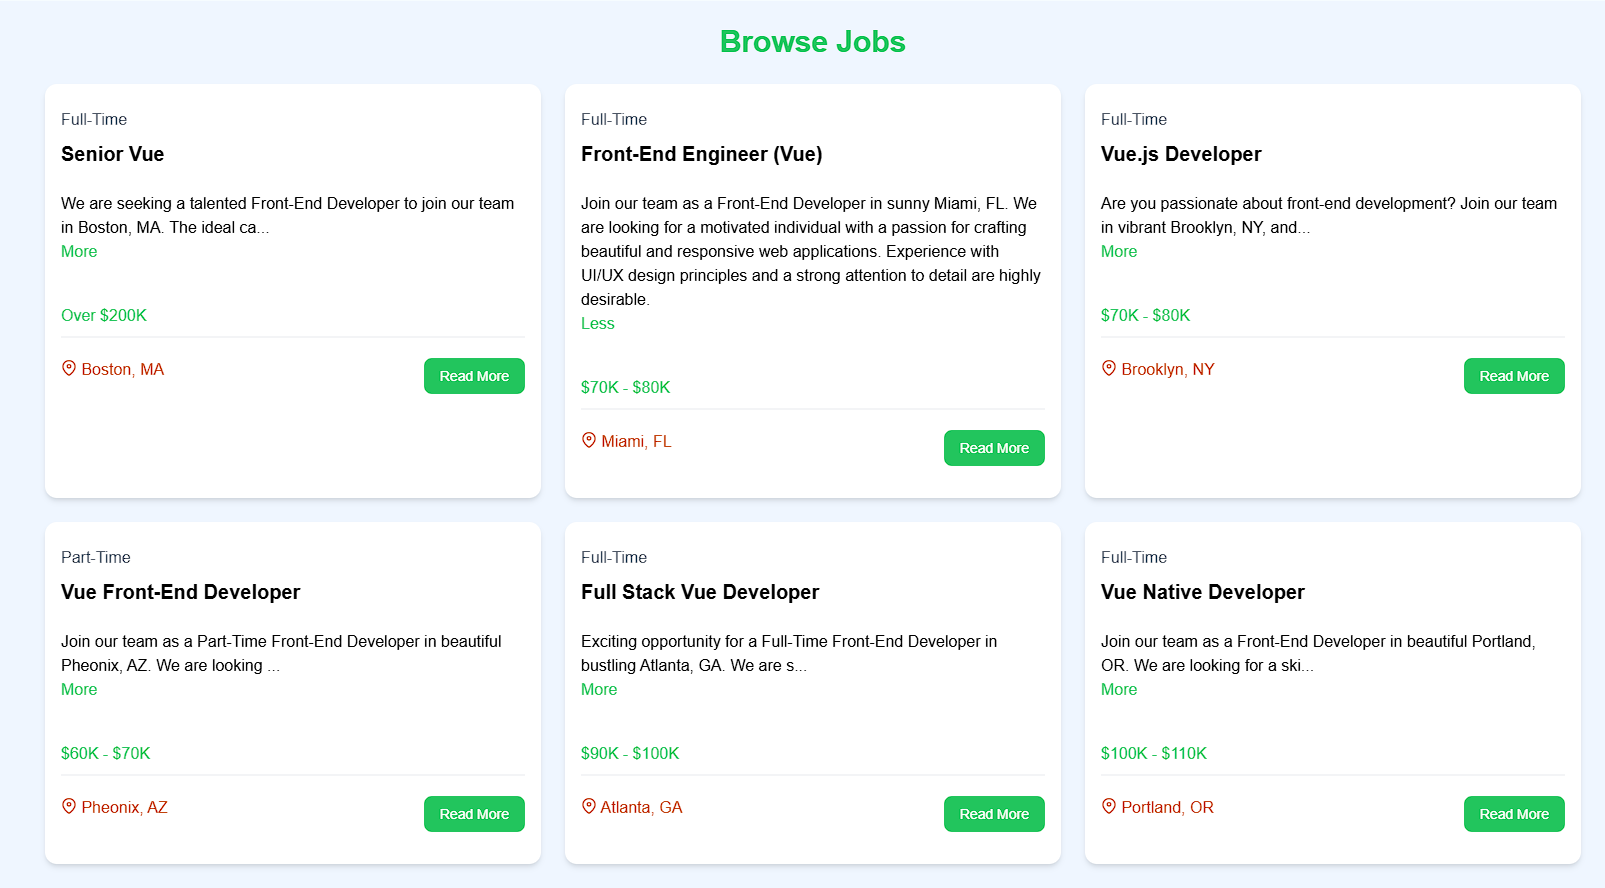 Browse Jobs
Full-Time
Senior Vue
We are seeking a talented Front-End Developer to join our team
in Boston, MA. The ideal ca...
More
Over $200K
Boston, MA
Read More
Full-Time
Front-End Engineer (Vue)
Join our team as a Front-End Developer in sunny Miami, FL. We
are looking for a motivated individual with a passion for crafting
beautiful and responsive web applications. Experience with
UI/UX design principles and a strong attention to detail are highly
desirable.
Less
$70K - $80K
Miami, FL
Read More
Full-Time
Vue.js Developer
Are you passionate about front-end development? Join our team
in vibrant Brooklyn, NY, and...
More
$70K - $80K
Brooklyn, NY
Read More
Part-Time
Vue Front-End Developer
Join our team as a Part-Time Front-End Developer in beautiful
Pheonix, AZ. We are looking ...
More
$60K - $70K
Pheonix, AZ
Read More
Full-Time
Full Stack Vue Developer
Exciting opportunity for a Full-Time Front-End Developer in
bustling Atlanta, GA. We are s...
More
$90K - $100K
Atlanta, GA
Read More
Full-Time
Vue Native Developer
Join our team as a Front-End Developer in beautiful Portland,
OR. We are looking for a ski...
More
$100K - $110K
Portland, OR
Read More